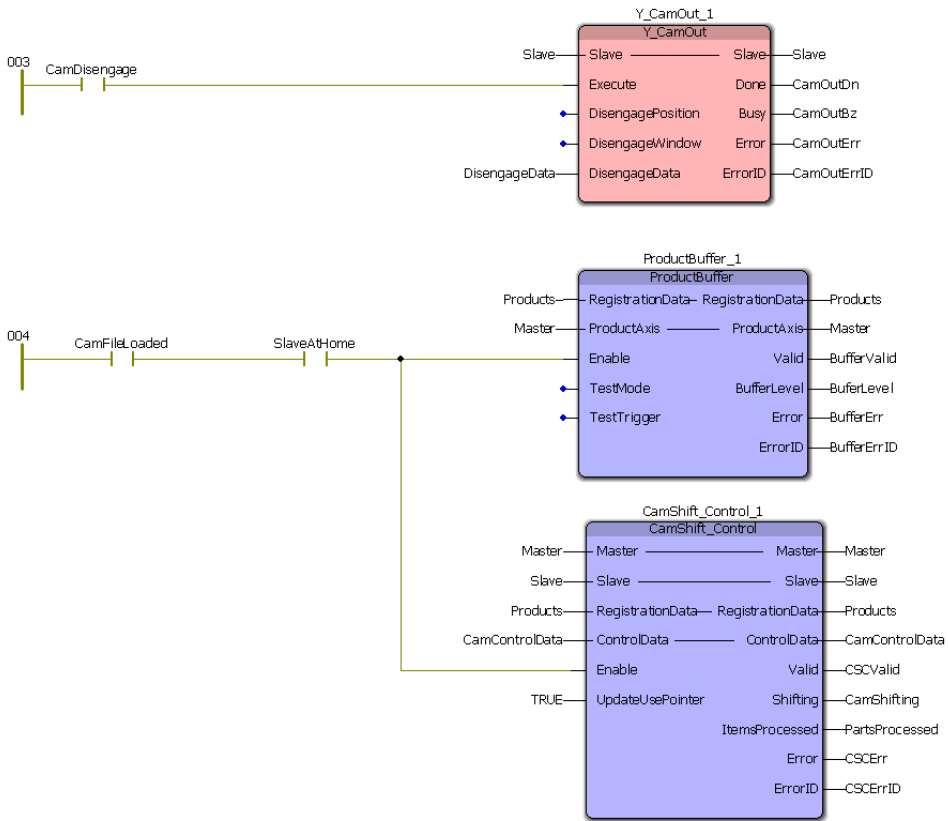 Y_CamOut_1
Y_CamOut
Slave Slave Slave Slave
003
CamDisengage
Execute Done CamOutDn
DisengagePosition Busy CamOutBz
DisengageWindow Error CamOutErr
DisengageData DisengageData ErrorID CamOutErrID
ProductBuffer_1
ProductBuffer
Products RegistrationData RegistrationData Products
Master ProductAxis ProductAxis Master
004
CamFileLoaded SlaveAtHome
Enable Valid BufferValid
TestMode BufferLevel BuferLevel
TestTrigger Error BufferErr
ErrorID BufferErrID
CamShift_Control_1
CamShift_Control
Master Master Master Master
Slave Slave Slave Slave
Products RegistrationData RegistrationData Products
CamControlData ControlData ControlData CamControlData
Enable Valid CSCValid
TRUE UpdateUsePointer Shifting CamShifting
ItemsProcessed PartsProcessed
Error CSCErr
ErrorID CSCErrID